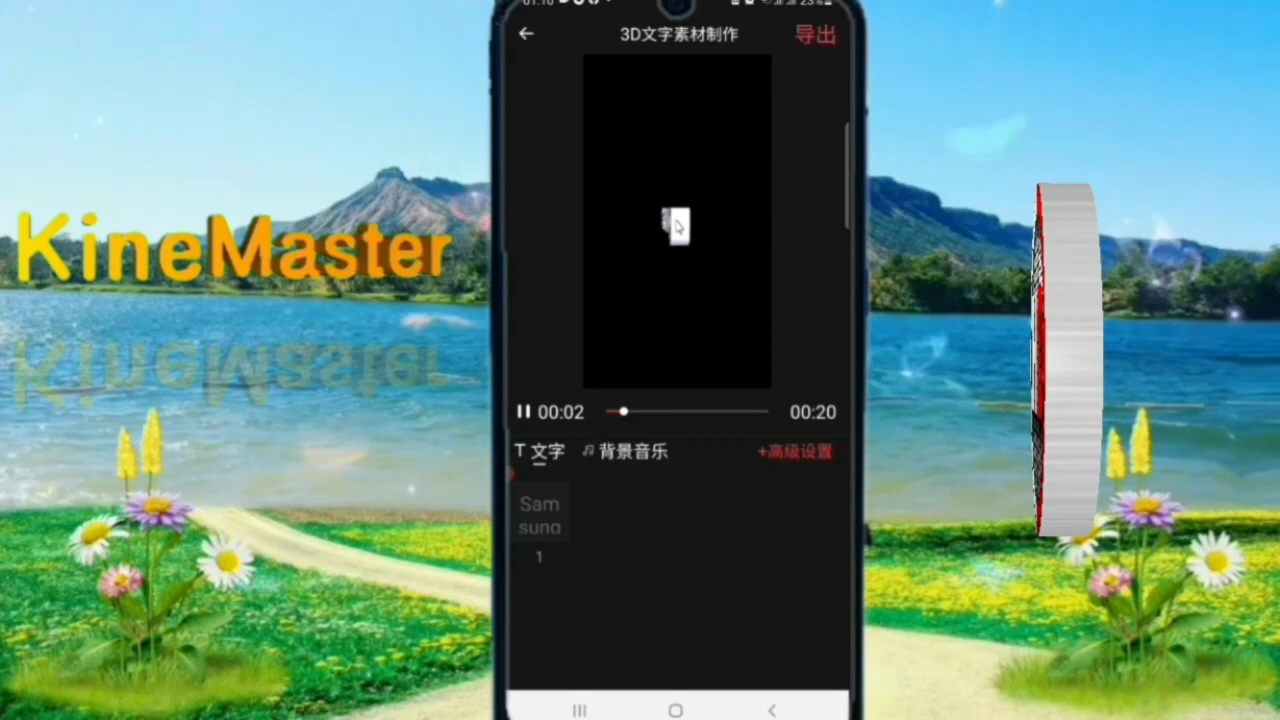 KineMaster
KineMaster
3D文字素材制作
导出
00:02
00:20
T 文字
背景音乐
+高级设置
Sam
sung
1